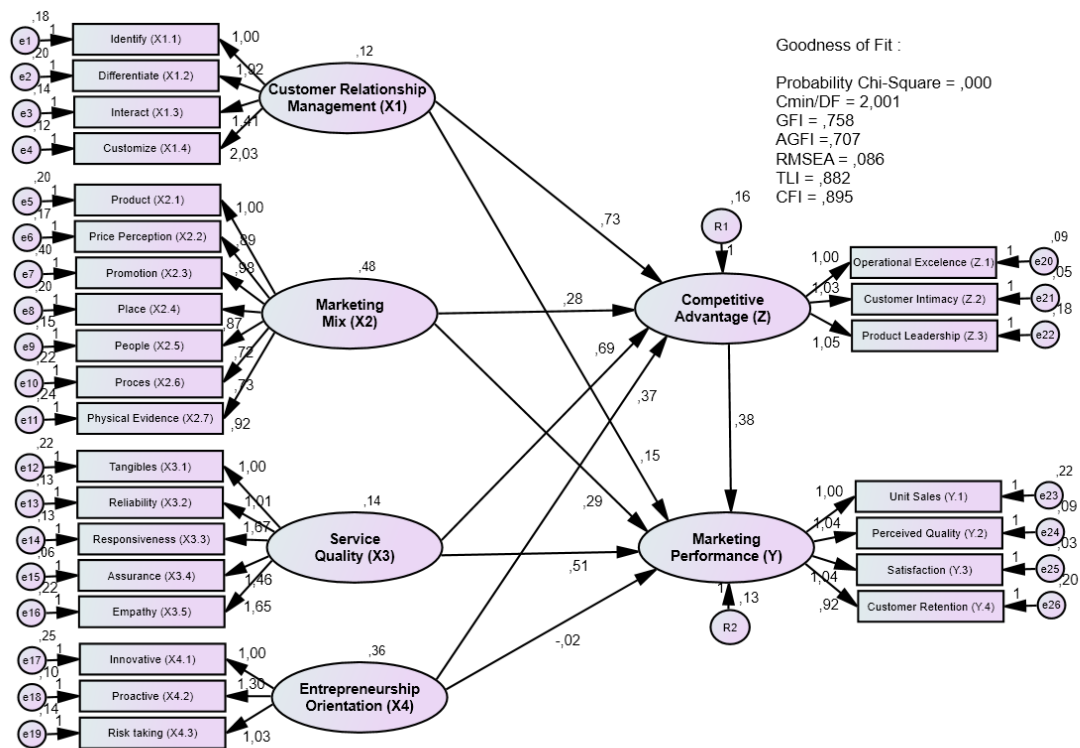 Goodness of Fit :
Probability Chi-Square = ,000
Cmin/DF = 2,001
GFI = ,758
AGFI = ,707
RMSEA = ,086
TLI = ,882
CFI = ,895
,18
e1
1
Identify (X1.1)
1,00
,20
e2
1
Differentiate (X1.2)
1,92
,14
e3
1
Interact (X1.3)
1,41
,12
e4
1
Customize (X1.4)
2,03
,12
Customer Relationship
Management (X1)
,20
e5
1
Product (X2.1)
1,00
,17
e6
1
Price Perception (X2.2)
,89
,40
e7
1
Promotion (X2.3)
,98
,20
e8
1
Place (X2.4)
,87
,15
e9
1
People (X2.5)
,72
,22
e10
1
Proces (X2.6)
,73
,24
e11
1
Physical Evidence (X2.7)
,92
,48
Marketing
Mix (X2)
,22
e12
1
Tangibles (X3.1)
1,00
,13
e13
1
Reliability (X3.2)
1,01
,13
e14
1
Responsiveness (X3.3)
1,67
,06
e15
1
Assurance (X3.4)
1,46
,22
e16
1
Empathy (X3.5)
1,65
,14
Service
Quality (X3)
,25
e17
1
Innovative (X4.1)
1,00
,10
e18
1
Proactive (X4.2)
1,30
,14
e19
1
Risk taking (X4.3)
1,03
,36
Entrepreneurship
Orientation (X4)
,73
,28
,69
,37
,15
,29
,51
-,02
,38
,16
R1
1
Competitive
Advantage (Z)
1,00
Operational Excelence (Z.1)
1
e20
,09
1,03
Customer Intimacy (Z.2)
1
e21
,05
1,05
Product Leadership (Z.3)
1
e22
,18
Marketing
Performance (Y)
1
,13
R2
1,00
Unit Sales (Y.1)
1
e23
,22
1,04
Perceived Quality (Y.2)
1
e24
,09
1,04
Satisfaction (Y.3)
1
e25
,03
,92
Customer Retention (Y.4)
1
e26
,20